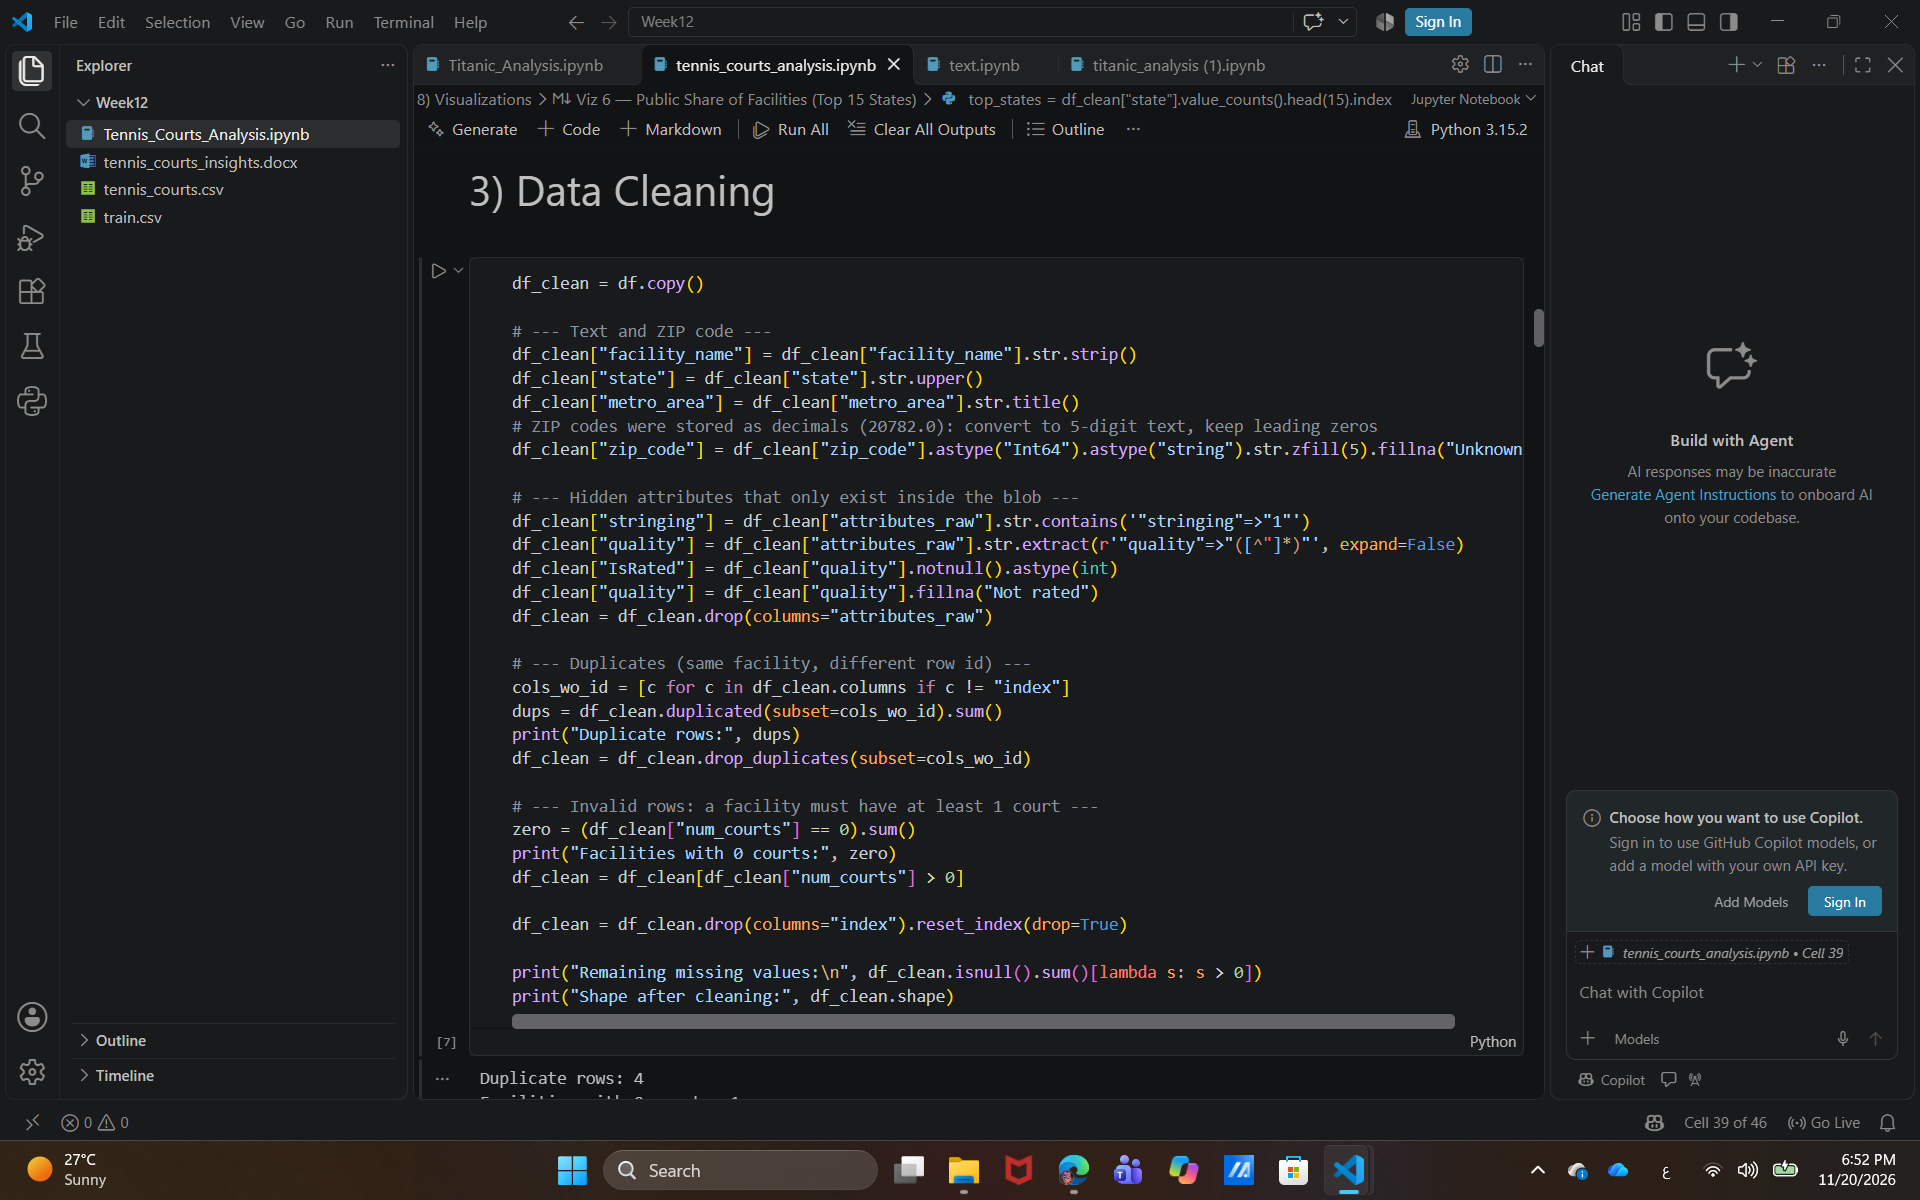 File Edit Selection View Go Run Terminal Help
Week12
Sign In
Explorer
Week12
Tennis_Courts_Analysis.ipynb
tennis_courts_insights.docx
tennis_courts.csv
train.csv
Outline
Timeline
Titanic_Analysis.ipynb
tennis_courts_analysis.ipynb
text.ipynb
titanic_analysis (1).ipynb
8) Visualizations > M↓ Viz 6 — Public Share of Facilities (Top 15 States) > top_states = df_clean["state"].value_counts().head(15).index
Jupyter Notebook
Generate + Code + Markdown Run All Clear All Outputs Outline ...
Python 3.15.2
3) Data Cleaning
df_clean = df.copy()
# --- Text and ZIP code ---
df_clean["facility_name"] = df_clean["facility_name"].str.strip()
df_clean["state"] = df_clean["state"].str.upper()
df_clean["metro_area"] = df_clean["metro_area"].str.title()
# ZIP codes were stored as decimals (20782.0): convert to 5-digit text, keep leading zeros
df_clean["zip_code"] = df_clean["zip_code"].astype("Int64").astype("string").str.zfill(5).fillna("Unknown
# --- Hidden attributes that only exist inside the blob ---
df_clean["stringing"] = df_clean["attributes_raw"].str.contains('"stringing"=>"1"')
df_clean["quality"] = df_clean["attributes_raw"].str.extract(r'"quality"=>"([^"]*)"', expand=False)
df_clean["IsRated"] = df_clean["quality"].notnull().astype(int)
df_clean["quality"] = df_clean["quality"].fillna("Not rated")
df_clean = df_clean.drop(columns="attributes_raw")
# --- Duplicates (same facility, different row id) ---
cols_wo_id = [c for c in df_clean.columns if c != "index"]
dups = df_clean.duplicated(subset=cols_wo_id).sum()
print("Duplicate rows:", dups)
df_clean = df_clean.drop_duplicates(subset=cols_wo_id)
# --- Invalid rows: a facility must have at least 1 court ---
zero = (df_clean["num_courts"] == 0).sum()
print("Facilities with 0 courts:", zero)
df_clean = df_clean[df_clean["num_courts"] > 0]
df_clean = df_clean.drop(columns="index").reset_index(drop=True)
print("Remaining missing values:\n", df_clean.isnull().sum()[lambda s: s > 0])
print("Shape after cleaning:", df_clean.shape)
[7]
Python
Duplicate rows: 4
Chat
Build with Agent
AI responses may be inaccurate
Generate Agent Instructions to onboard AI
onto your codebase.
Choose how you want to use Copilot.
Sign in to use GitHub Copilot models, or
add a model with your own API key.
Add Models
Sign In
tennis_courts_analysis.ipynb • Cell 39
Chat with Copilot
Models
Copilot
0 0
Cell 39 of 46
Go Live
27°C
Sunny
Search
ع
6:52 PM
11/20/2026